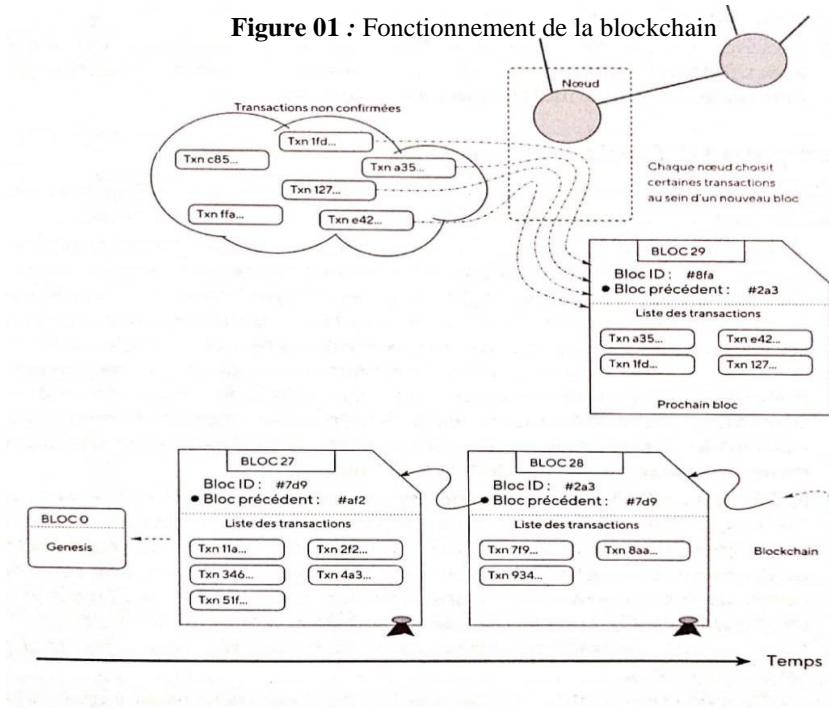 Figure 01 : Fonctionnement de la blockchain
Nœud
Transactions non confirmées
Txn 1fd...
Txn c85...
Txn a35...
Txn 127...
Txn ffa...
Txn e42...
Chaque nœud choisit
certaines transactions
au sein d'un nouveau bloc
BLOC 29
Bloc ID : #8fa
Bloc précédent : #2a3
Liste des transactions
Txn a35... Txn e42...
Txn 1fd... Txn 127...
Prochain bloc
BLOC 27
Bloc ID : #7d9
Bloc précédent : #af2
Liste des transactions
Txn 11a... Txn 2f2...
Txn 346... Txn 4a3...
Txn 51f...
BLOC 28
Bloc ID : #2a3
Bloc précédent : #7d9
Liste des transactions
Txn 7f9... Txn 8aa...
Txn 934...
BLOC 0
Genesis
Blockchain
Temps